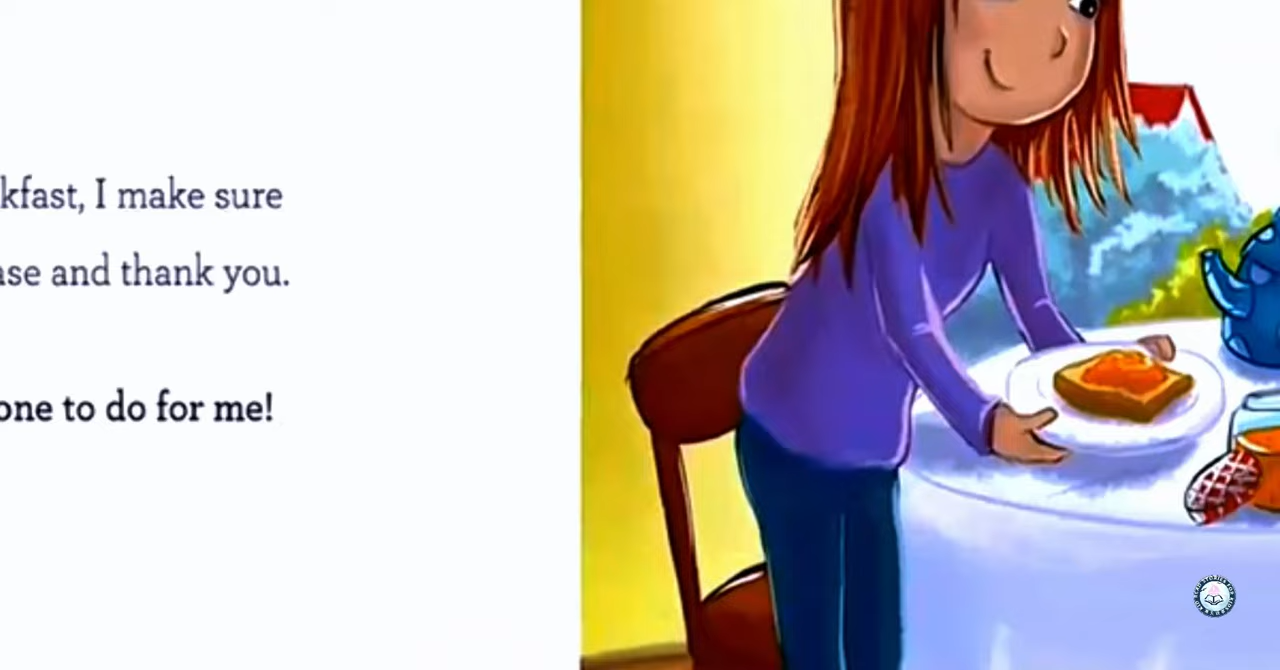 kfast, I make sure
ase and thank you.
one to do for me!